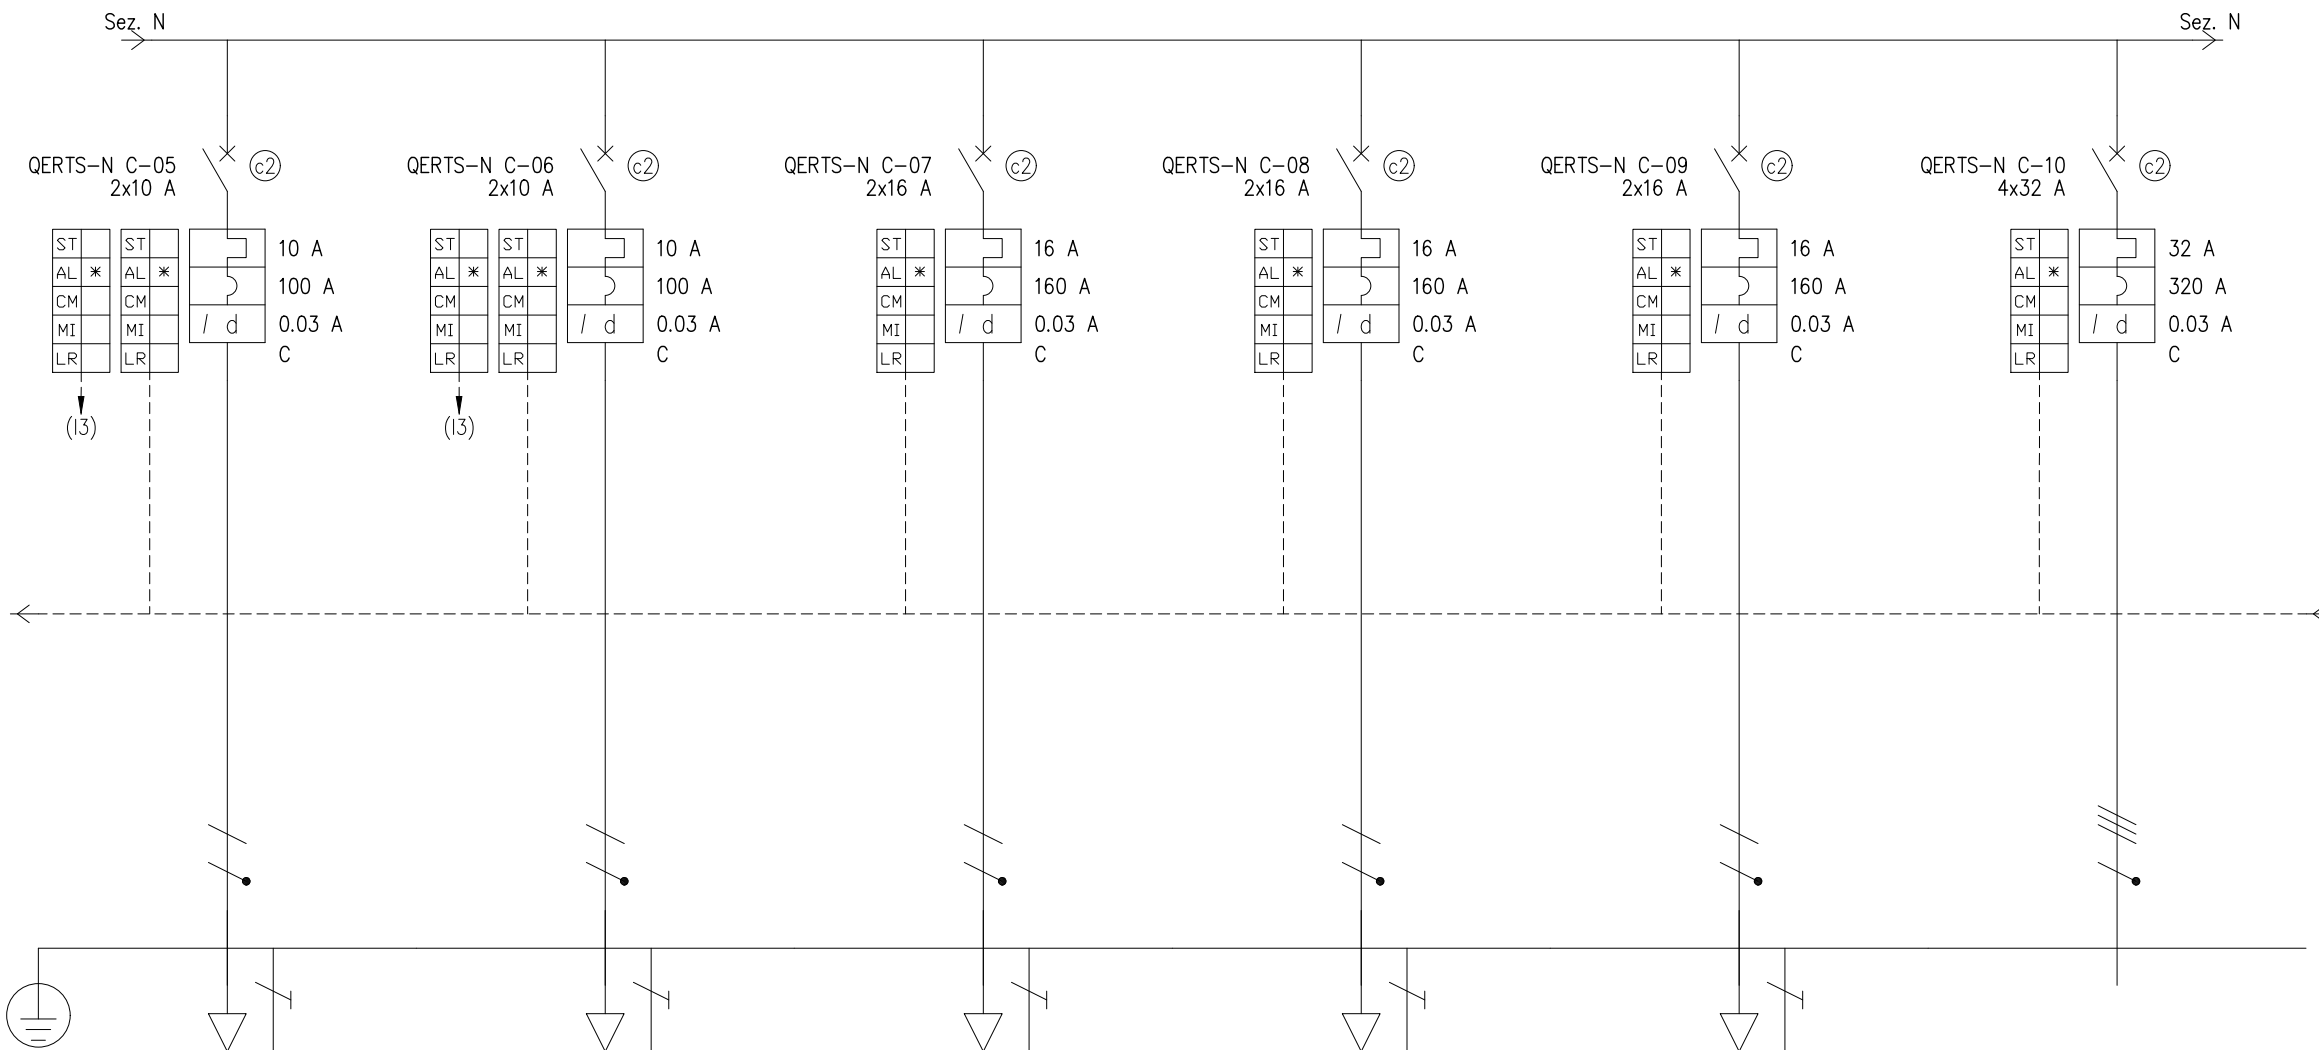 Sez. N
Sez. N
QERTS-N C-05
2x10 A
c2
ST
AL *
CM
MI
LR
(I3)
ST
AL *
CM
MI
LR
10 A
100 A
I d
0.03 A
C
QERTS-N C-06
2x10 A
c2
ST
AL *
CM
MI
LR
(I3)
ST
AL *
CM
MI
LR
10 A
100 A
I d
0.03 A
C
QERTS-N C-07
2x16 A
c2
ST
AL *
CM
MI
LR
16 A
160 A
I d
0.03 A
C
QERTS-N C-08
2x16 A
c2
ST
AL *
CM
MI
LR
16 A
160 A
I d
0.03 A
C
QERTS-N C-09
2x16 A
c2
ST
AL *
CM
MI
LR
16 A
160 A
I d
0.03 A
C
QERTS-N C-10
4x32 A
c2
ST
AL *
CM
MI
LR
32 A
320 A
I d
0.03 A
C